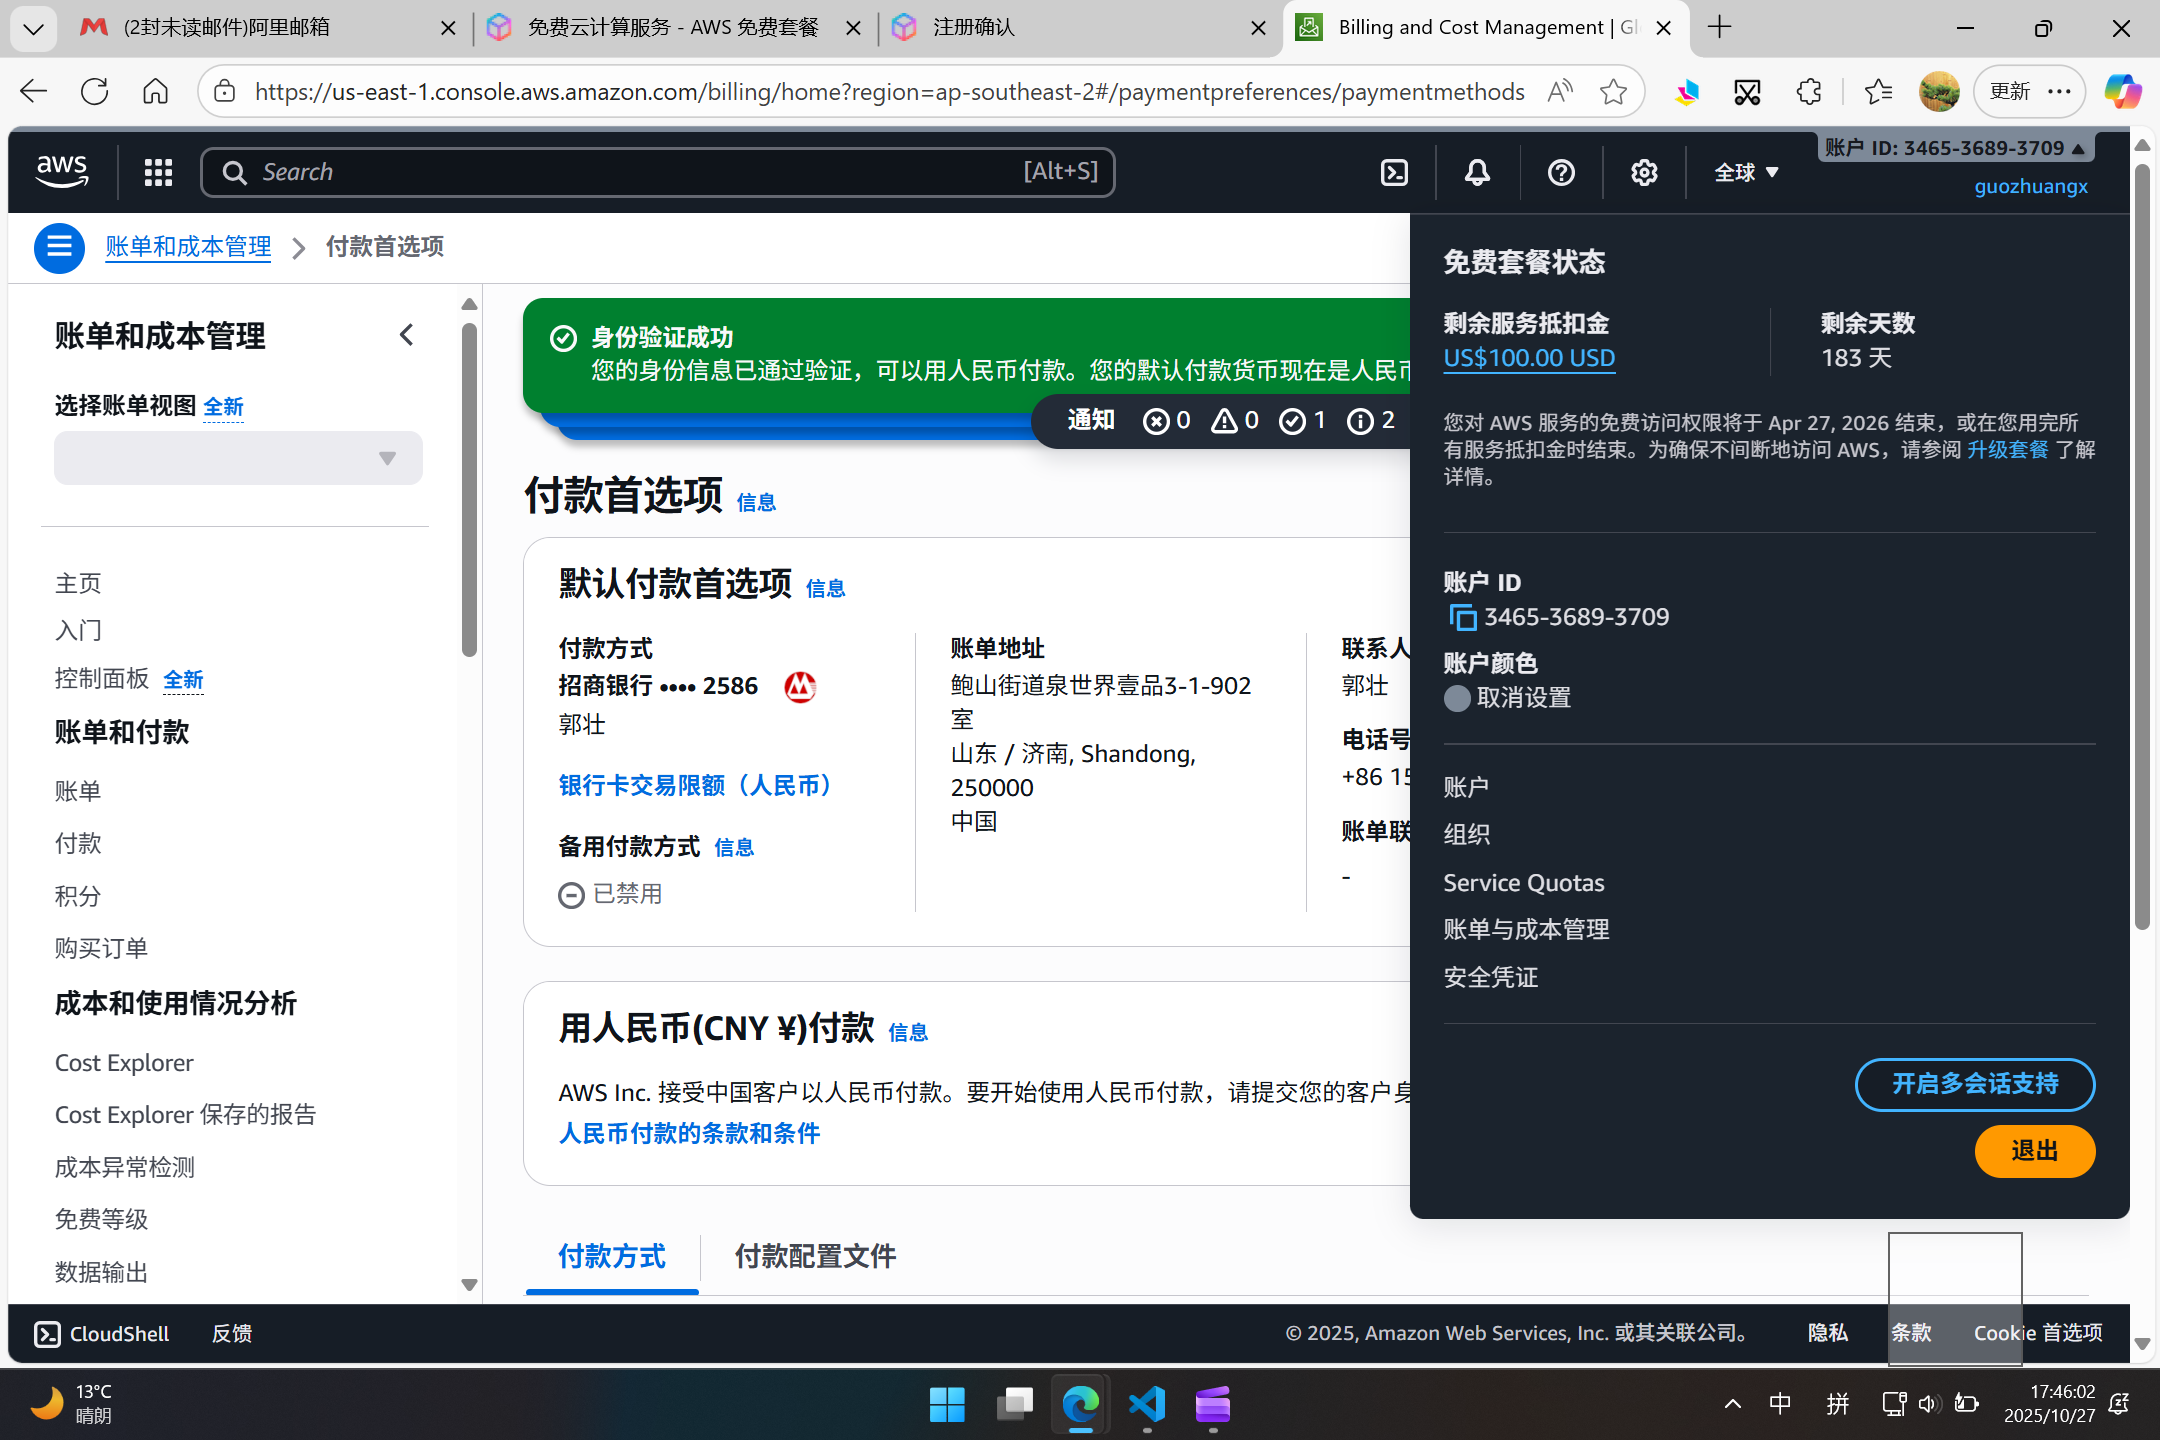 (2封未读邮件)阿里邮箱
免费云计算服务 - AWS 免费套餐
注册确认
Billing and Cost Management | Gl
https://us-east-1.console.aws.amazon.com/billing/home?region=ap-southeast-2#/paymentpreferences/paymentmethods
更新
aws
Search
[Alt+S]
全球
账户 ID: 3465-3689-3709
guozhuangx
账单和成本管理
付款首选项
账单和成本管理
选择账单视图 全新
主页
入门
控制面板 全新
账单和付款
账单
付款
积分
购买订单
成本和使用情况分析
Cost Explorer
Cost Explorer 保存的报告
成本异常检测
免费等级
数据输出
身份验证成功
您的身份信息已通过验证，可以用人民币付款。您的默认付款货币现在是人民币
通知 0 0 1 2
付款首选项 信息
默认付款首选项 信息
付款方式
招商银行 •••• 2586
郭壮
银行卡交易限额（人民币）
备用付款方式 信息
已禁用
账单地址
鲍山街道泉世界壹品3-1-902
室
山东 / 济南, Shandong,
250000
中国
联系人
郭壮
电话号
+86 15
账单联
-
用人民币(CNY ¥)付款 信息
AWS Inc. 接受中国客户以人民币付款。要开始使用人民币付款，请提交您的客户身
人民币付款的条款和条件
付款方式
付款配置文件
免费套餐状态
剩余服务抵扣金
US$100.00 USD
剩余天数
183 天
您对 AWS 服务的免费访问权限将于 Apr 27, 2026 结束，或在您用完所
有服务抵扣金时结束。为确保不间断地访问 AWS，请参阅 升级套餐 了解
详情。
账户 ID
3465-3689-3709
账户颜色
取消设置
账户
组织
Service Quotas
账单与成本管理
安全凭证
开启多会话支持
退出
CloudShell
反馈
© 2025, Amazon Web Services, Inc. 或其关联公司。
隐私
条款
Cookie 首选项
13°C
晴朗
中
拼
17:46:02
2025/10/27